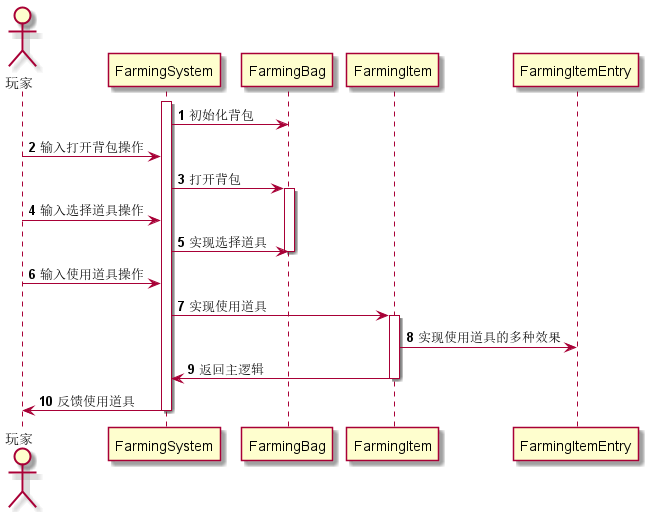 玩家
FarmingSystem
FarmingBag
FarmingItem
FarmingItemEntry
1 初始化背包
2 输入打开背包操作
3 打开背包
4 输入选择道具操作
5 实现选择道具
6 输入使用道具操作
7 实现使用道具
8 实现使用道具的多种效果
9 返回主逻辑
10 反馈使用道具
玩家
FarmingSystem
FarmingBag
FarmingItem
FarmingItemEntry